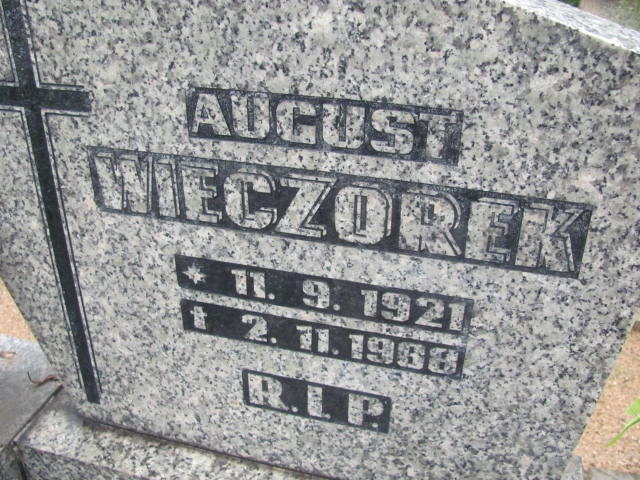 AUGUST
WIECZOREK
* 11. 9. 1921
† 2. 11. 1988
R.I.P.